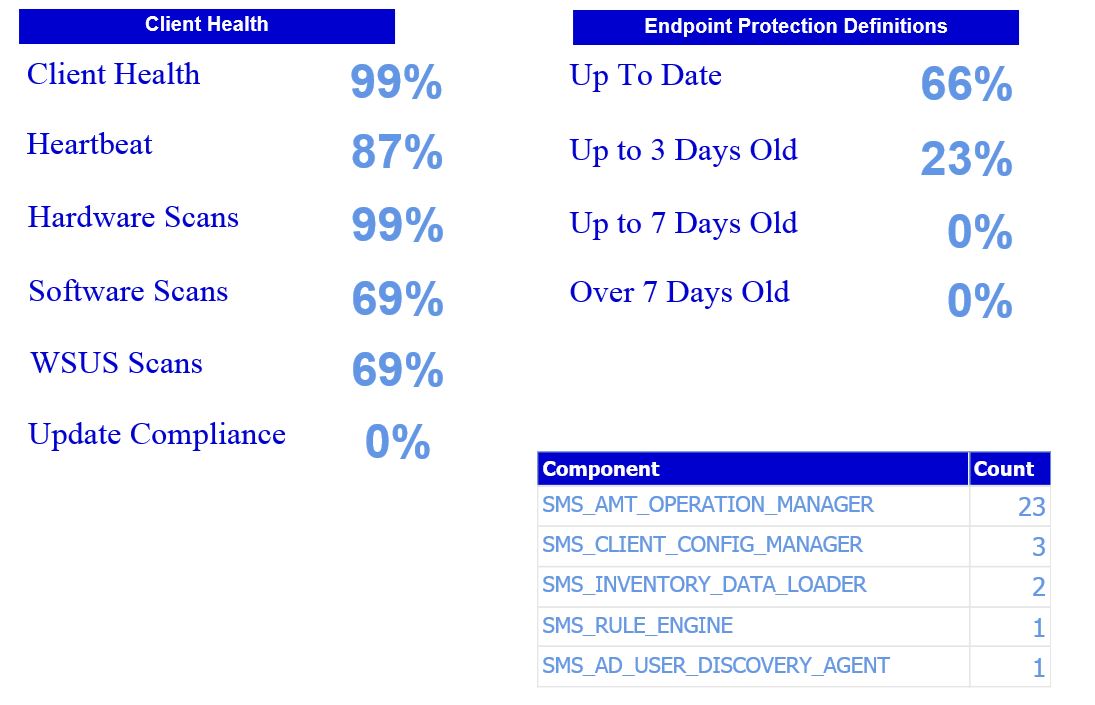 Client Health
Client Health 99%
Heartbeat 87%
Hardware Scans 99%
Software Scans 69%
WSUS Scans 69%
Update Compliance 0%
Endpoint Protection Definitions
Up To Date 66%
Up to 3 Days Old 23%
Up to 7 Days Old 0%
Over 7 Days Old 0%
Component Count
SMS_AMT_OPERATION_MANAGER 23
SMS_CLIENT_CONFIG_MANAGER 3
SMS_INVENTORY_DATA_LOADER 2
SMS_RULE_ENGINE 1
SMS_AD_USER_DISCOVERY_AGENT 1